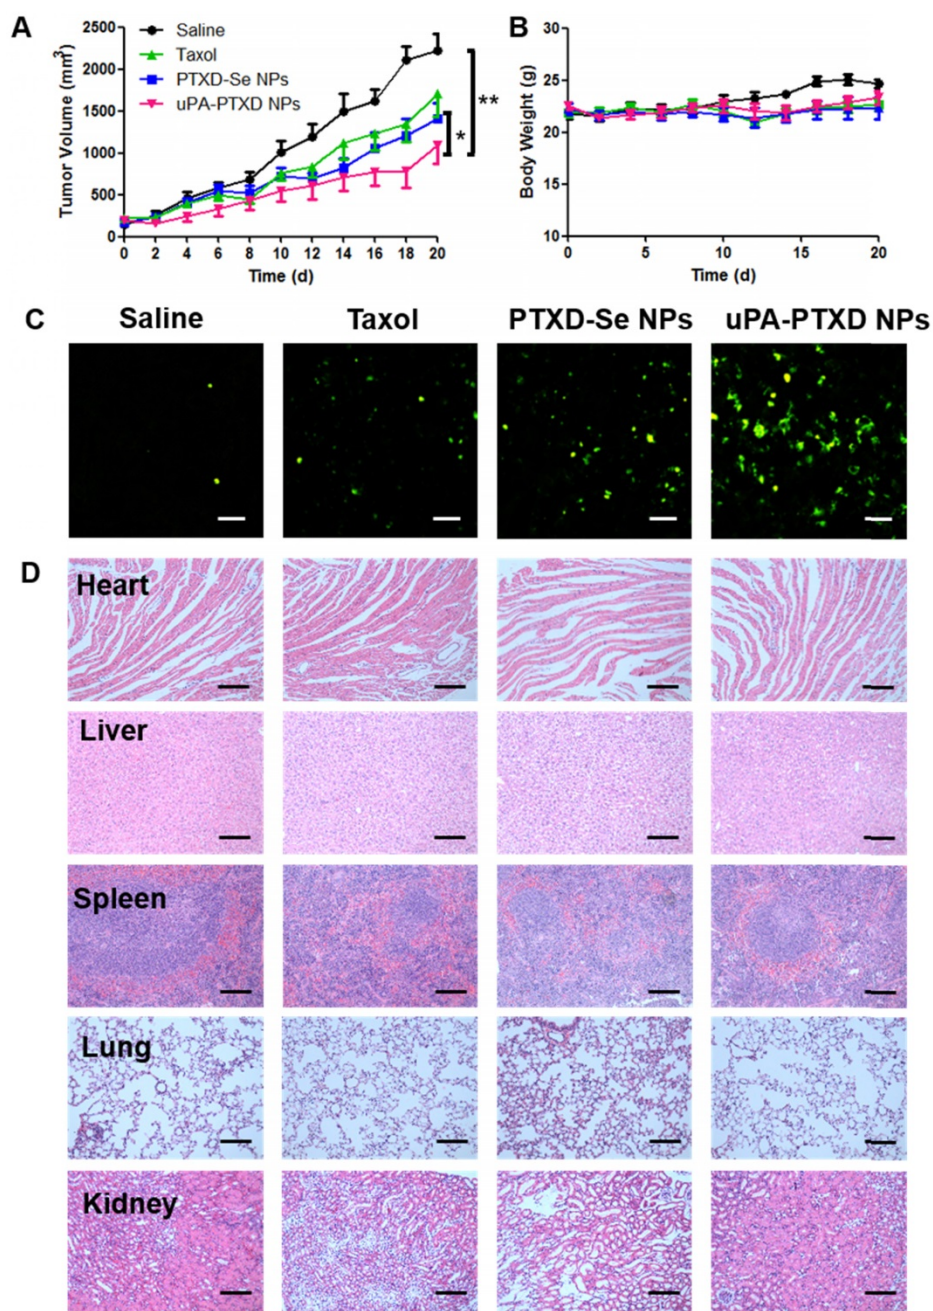 A
Tumor Volume (mm3)
2500
2000
1500
1000
500
0
0 2 4 6 8 10 12 14 16 18 20
Time (d)
Saline
Taxol
PTXD-Se NPs
uPA-PTXD NPs
*
**
B
Body Weight (g)
30
25
20
15
10
0 5 10 15 20
Time (d)
C
Saline Taxol PTXD-Se NPs uPA-PTXD NPs
D
Heart
Liver
Spleen
Lung
Kidney